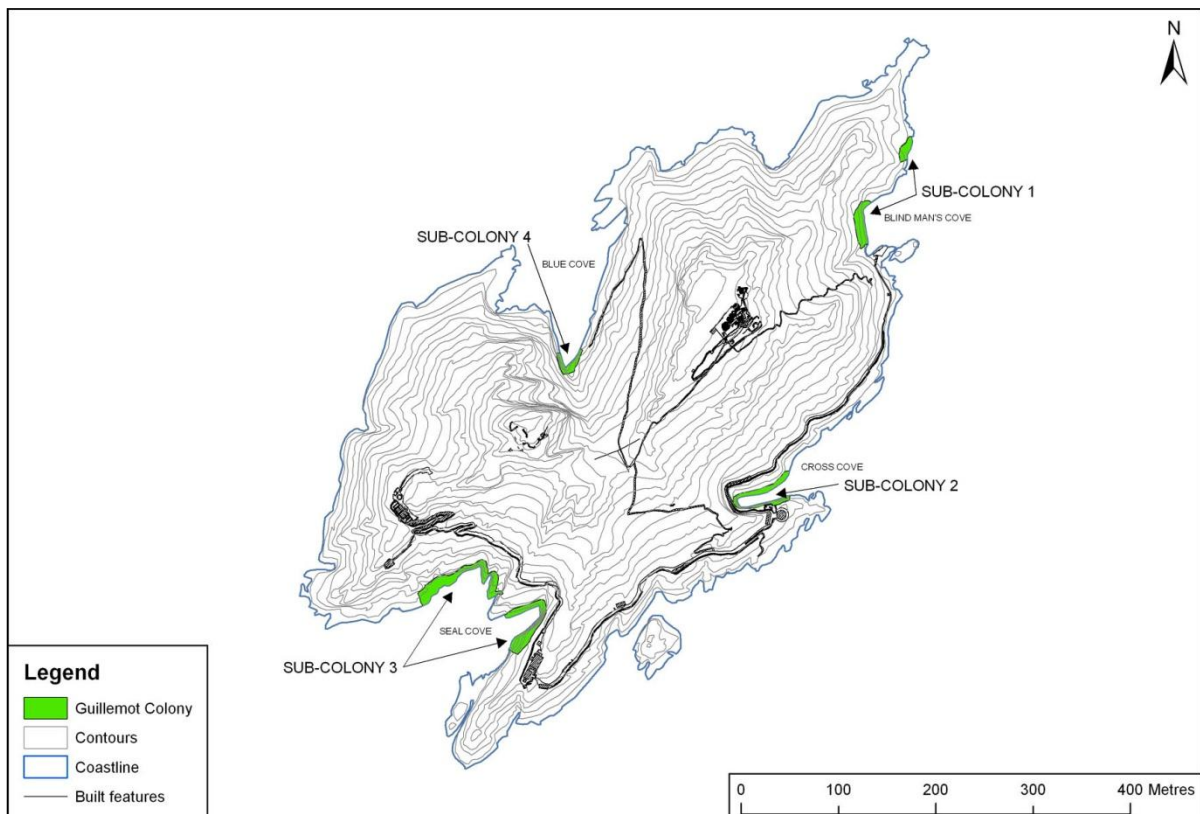 N
SUB-COLONY 1
BLIND MAN'S COVE
SUB-COLONY 4
BLUE COVE
CROSS COVE
SUB-COLONY 2
SEAL COVE
SUB-COLONY 3
Legend
Guillemot Colony
Contours
Coastline
Built features
0 100 200 300 400 Metres